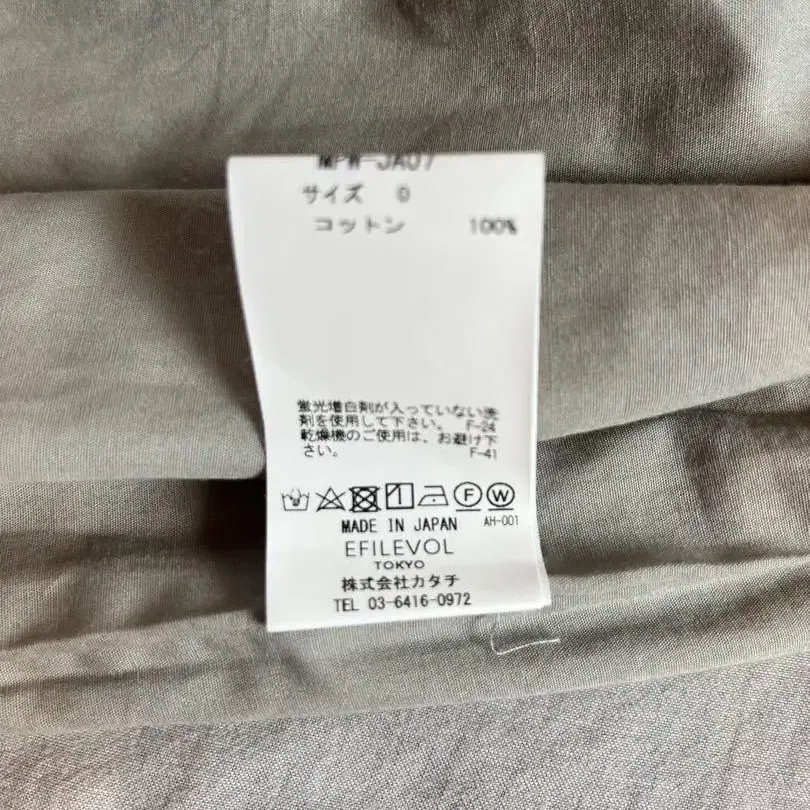 MPW-JA07
サイズ 0
コットン 100%
蛍光増白剤が入っていない洗
剤を使用して下さい。 F-24
乾燥機のご使用は、お避け下
さい。 F-41
F W
MADE IN JAPAN AH-001
EFILEVOL
TOKYO
株式会社カタチ
TEL 03-6416-0972